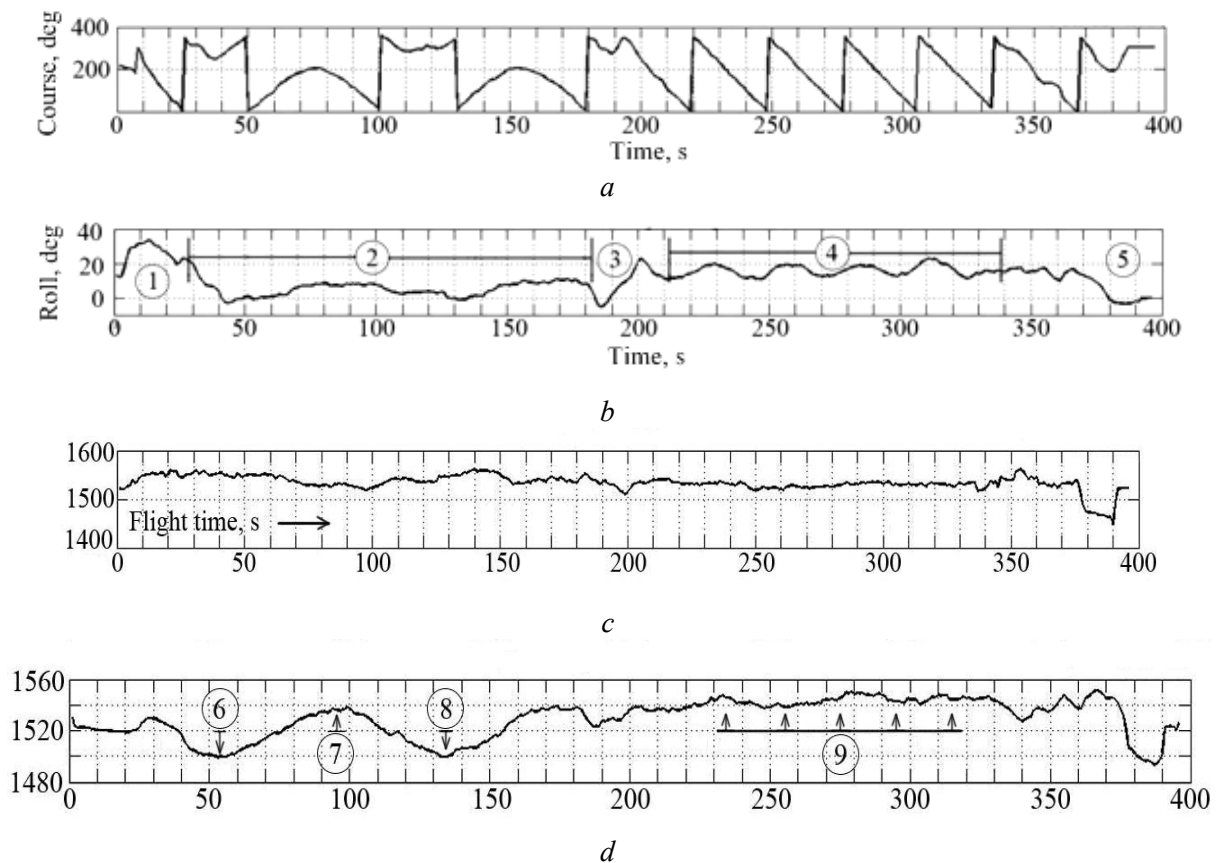 Course, deg
400
200
0 50 100 150 200 250 300 350 400
Time, s
a
Roll, deg
40
20
0
1 2 3 4 5
0 50 100 150 200 250 300 350 400
Time, s
b
1600
1500
1400
Flight time, s
0 50 100 150 200 250 300 350 400
c
1560
1540
1520
1480
6 7 8 9
0 50 100 150 200 250 300 350 400
d